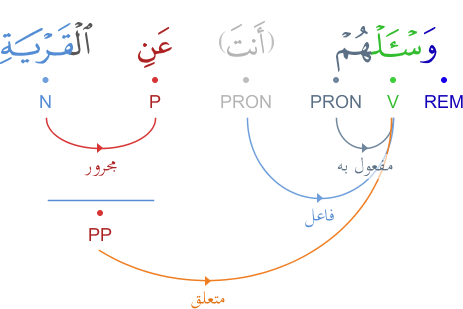 وَسْـَٔلْهُمْ (أَنتَ) عَنِ ٱلْقَرْيَةِ
REM V PRON PRON P N
مفعول به
مجرور
فاعل
PP
متعلق